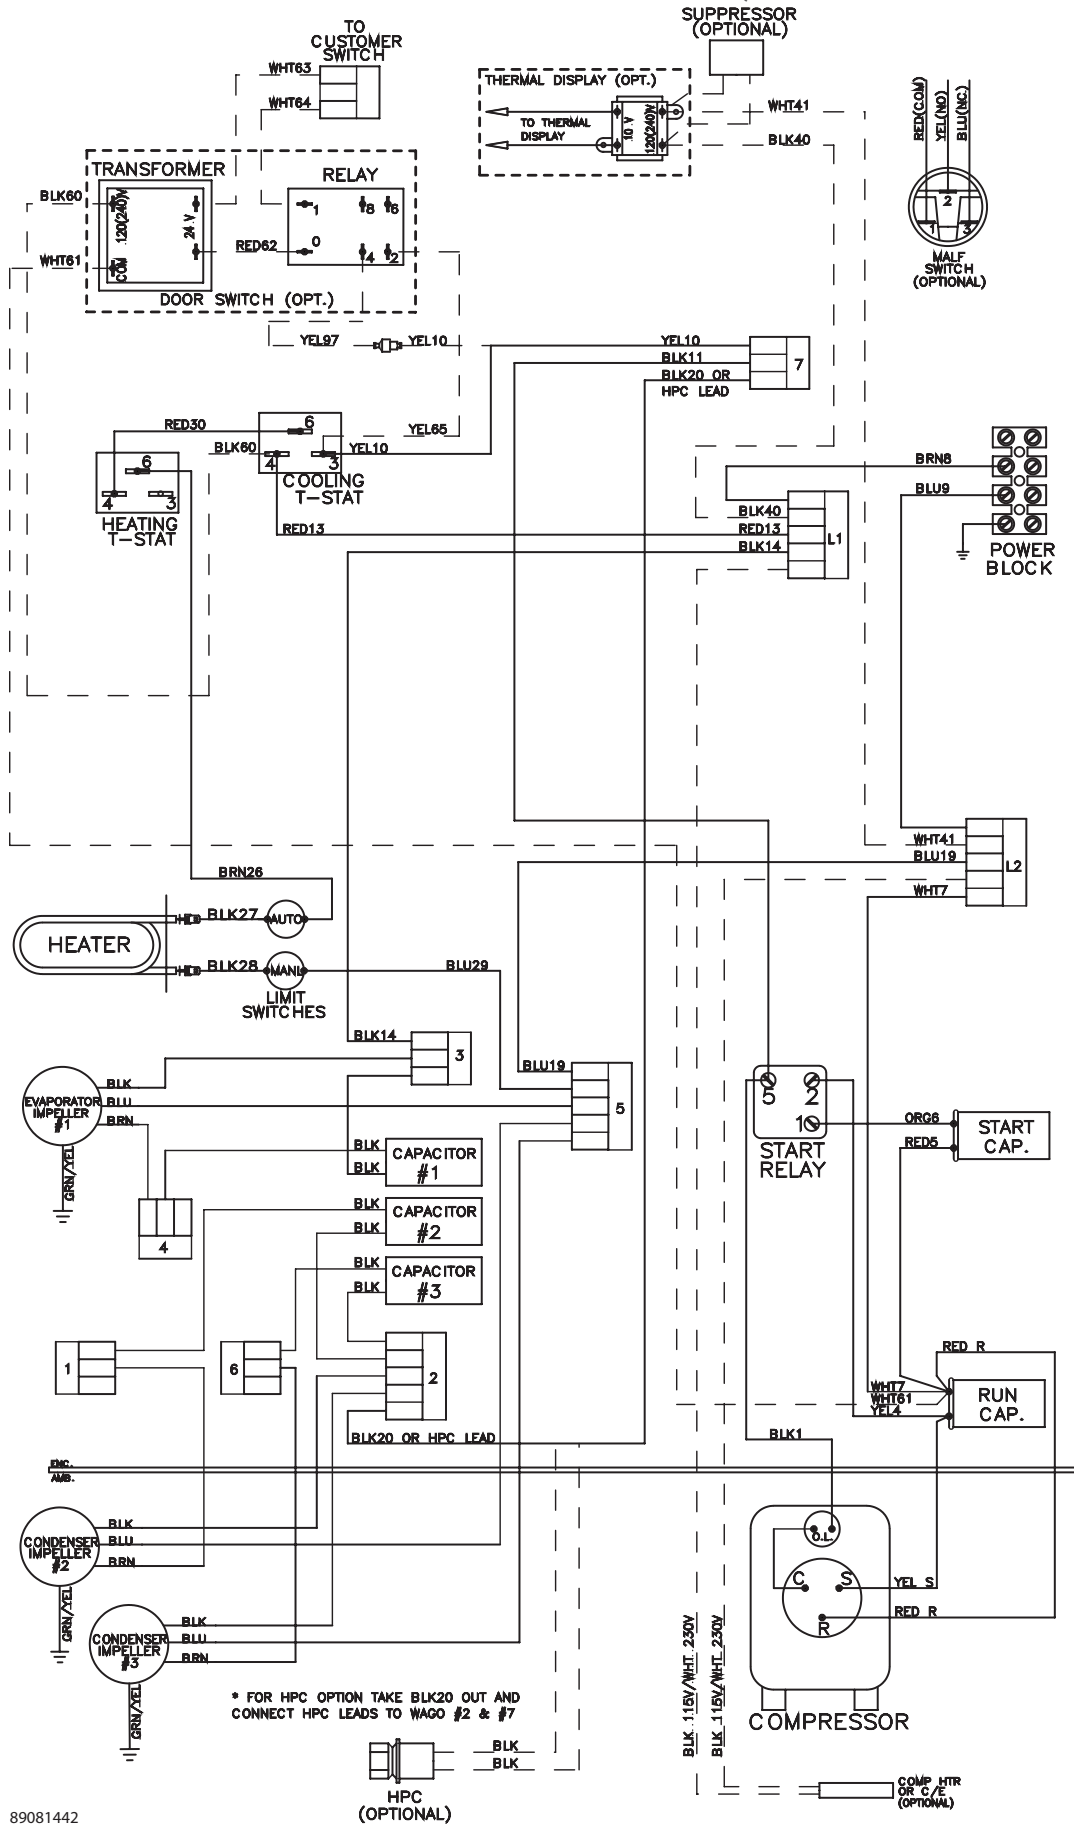 SUPPRESSOR
(OPTIONAL)
TO
CUSTOMER
SWITCH
WHT63
WHT64
THERMAL DISPLAY (OPT.)
TO THERMAL
DISPLAY
.10 .V
120(240)V
WHT41
BLK40
RED(COM)
YEL(NO)
BLU(NC)
2
1
3
MALF
SWITCH
(OPTIONAL)
TRANSFORMER
RELAY
BLK60
WHT61
120(240)V
COM
24 V
RED62
1
8
6
0
4
2
DOOR SWITCH (OPT.)
YEL97
YEL10
YEL10
BLK11
BLK20 OR
HPC LEAD
7
RED30
BLK60
6
4
3
YEL65
YEL10
COOLING
T-STAT
6
4
3
HEATING
T-STAT
RED13
BRN8
BLU9
BLK40
RED13
BLK14
L1
POWER
BLOCK
WHT41
BLU19
WHT7
L2
BRN26
BLK27
AUTO
HEATER
BLK28
MANL
BLU29
LIMIT
SWITCHES
BLK14
3
BLU19
5
BLK
BLU
BRN
EVAPORATOR
IMPELLER
#1
GRN/YEL
4
BLK
BLK
CAPACITOR
#1
BLK
BLK
CAPACITOR
#2
BLK
BLK
CAPACITOR
#3
5
2
1
START
RELAY
ORG6
RED5
START
CAP.
1
6
2
BLK20 OR HPC LEAD
RED R
WHT7
WHT61
YEL4
RUN
CAP.
BLK1
ENC.
AMB.
BLK
BLU
BRN
CONDENSER
IMPELLER
#2
GRN/YEL
BLK
BLU
BRN
CONDENSER
IMPELLER
#3
GRN/YEL
O.L.
C
S
R
YEL S
RED R
COMPRESSOR
BLK 115V/WHT 230V
BLK 115V/WHT 230V
* FOR HPC OPTION TAKE BLK20 OUT AND
CONNECT HPC LEADS TO WAGO #2 & #7
BLK
BLK
HPC
(OPTIONAL)
COMP HTR
OR C/E
(OPTIONAL)
89081442